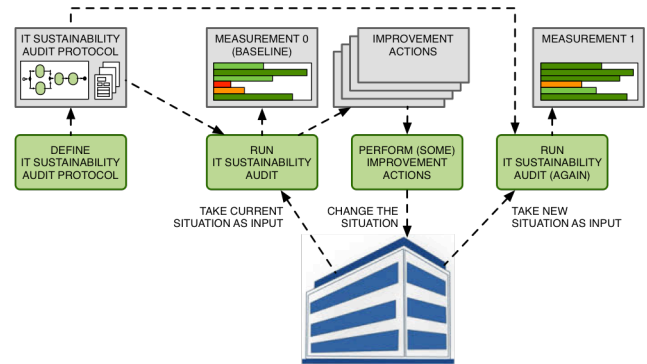 IT SUSTAINABILITY
AUDIT PROTOCOL
MEASUREMENT 0
(BASELINE)
IMPROVEMENT
ACTIONS
MEASUREMENT 1
DEFINE
IT SUSTAINABILITY
AUDIT PROTOCOL
RUN
IT SUSTAINABILITY
AUDIT
PERFORM (SOME)
IMPROVEMENT
ACTIONS
RUN
IT SUSTAINABILITY
AUDIT (AGAIN)
TAKE CURRENT
SITUATION AS INPUT
CHANGE THE
SITUATION
TAKE NEW
SITUATION AS INPUT